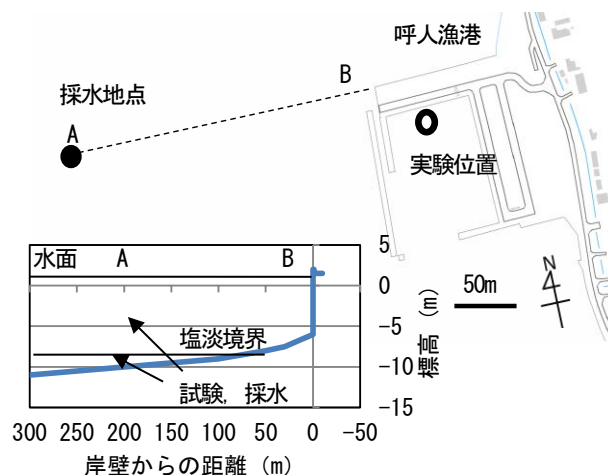 呼人漁港
採水地点
B
A
実験位置
N
50m
水面 A B
塩淡境界
試験, 採水
5
0
-5
-10
-15
標高 (m)
300 250 200 150 100 50 0 -50
岸壁からの距離 (m)